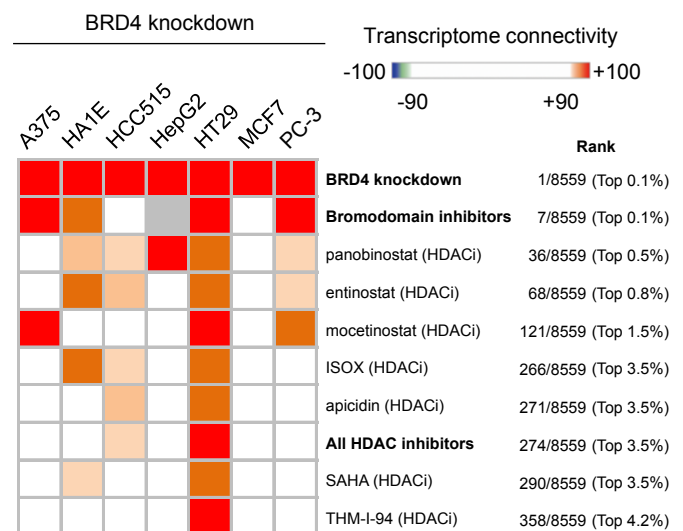 BRD4 knockdown
Transcriptome connectivity
-100 +100
-90 +90
A375 HA1E HCC515 HepG2 HT29 MCF7 PC-3
Rank
BRD4 knockdown 1/8559 (Top 0.1%)
Bromodomain inhibitors 7/8559 (Top 0.1%)
panobinostat (HDACi) 36/8559 (Top 0.5%)
entinostat (HDACi) 68/8559 (Top 0.8%)
mocetinostat (HDACi) 121/8559 (Top 1.5%)
ISOX (HDACi) 266/8559 (Top 3.5%)
apicidin (HDACi) 271/8559 (Top 3.5%)
All HDAC inhibitors 274/8559 (Top 3.5%)
SAHA (HDACi) 290/8559 (Top 3.5%)
THM-I-94 (HDACi) 358/8559 (Top 4.2%)